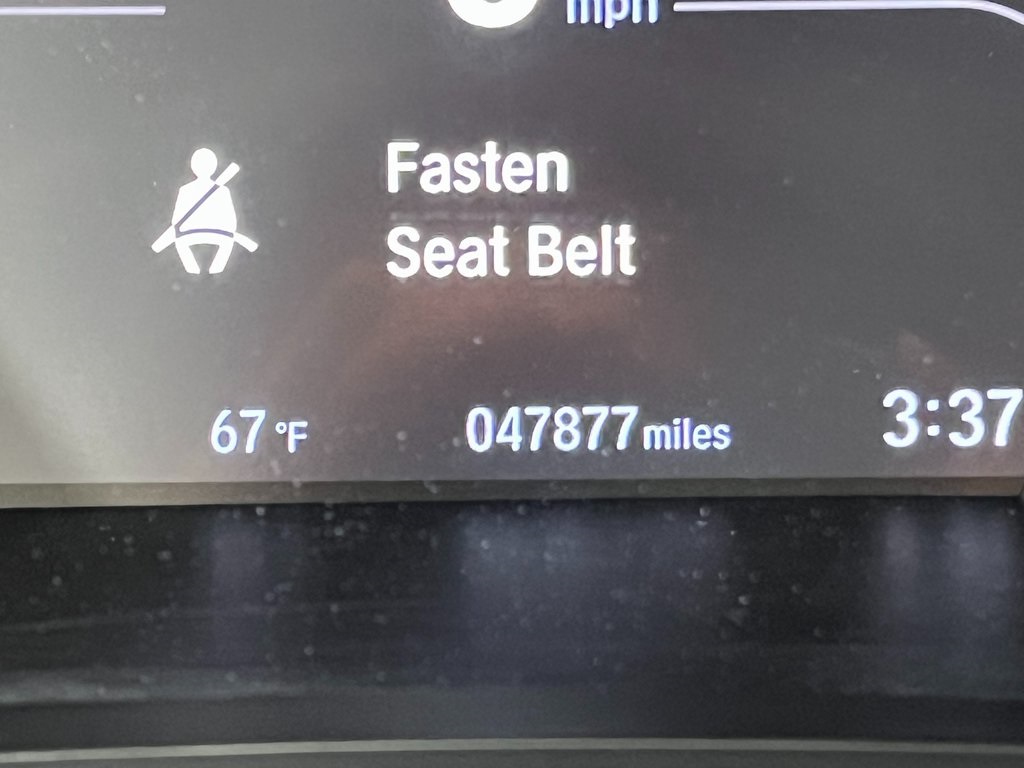 mph
Fasten
Seat Belt
67 °F
047877 miles
3:37